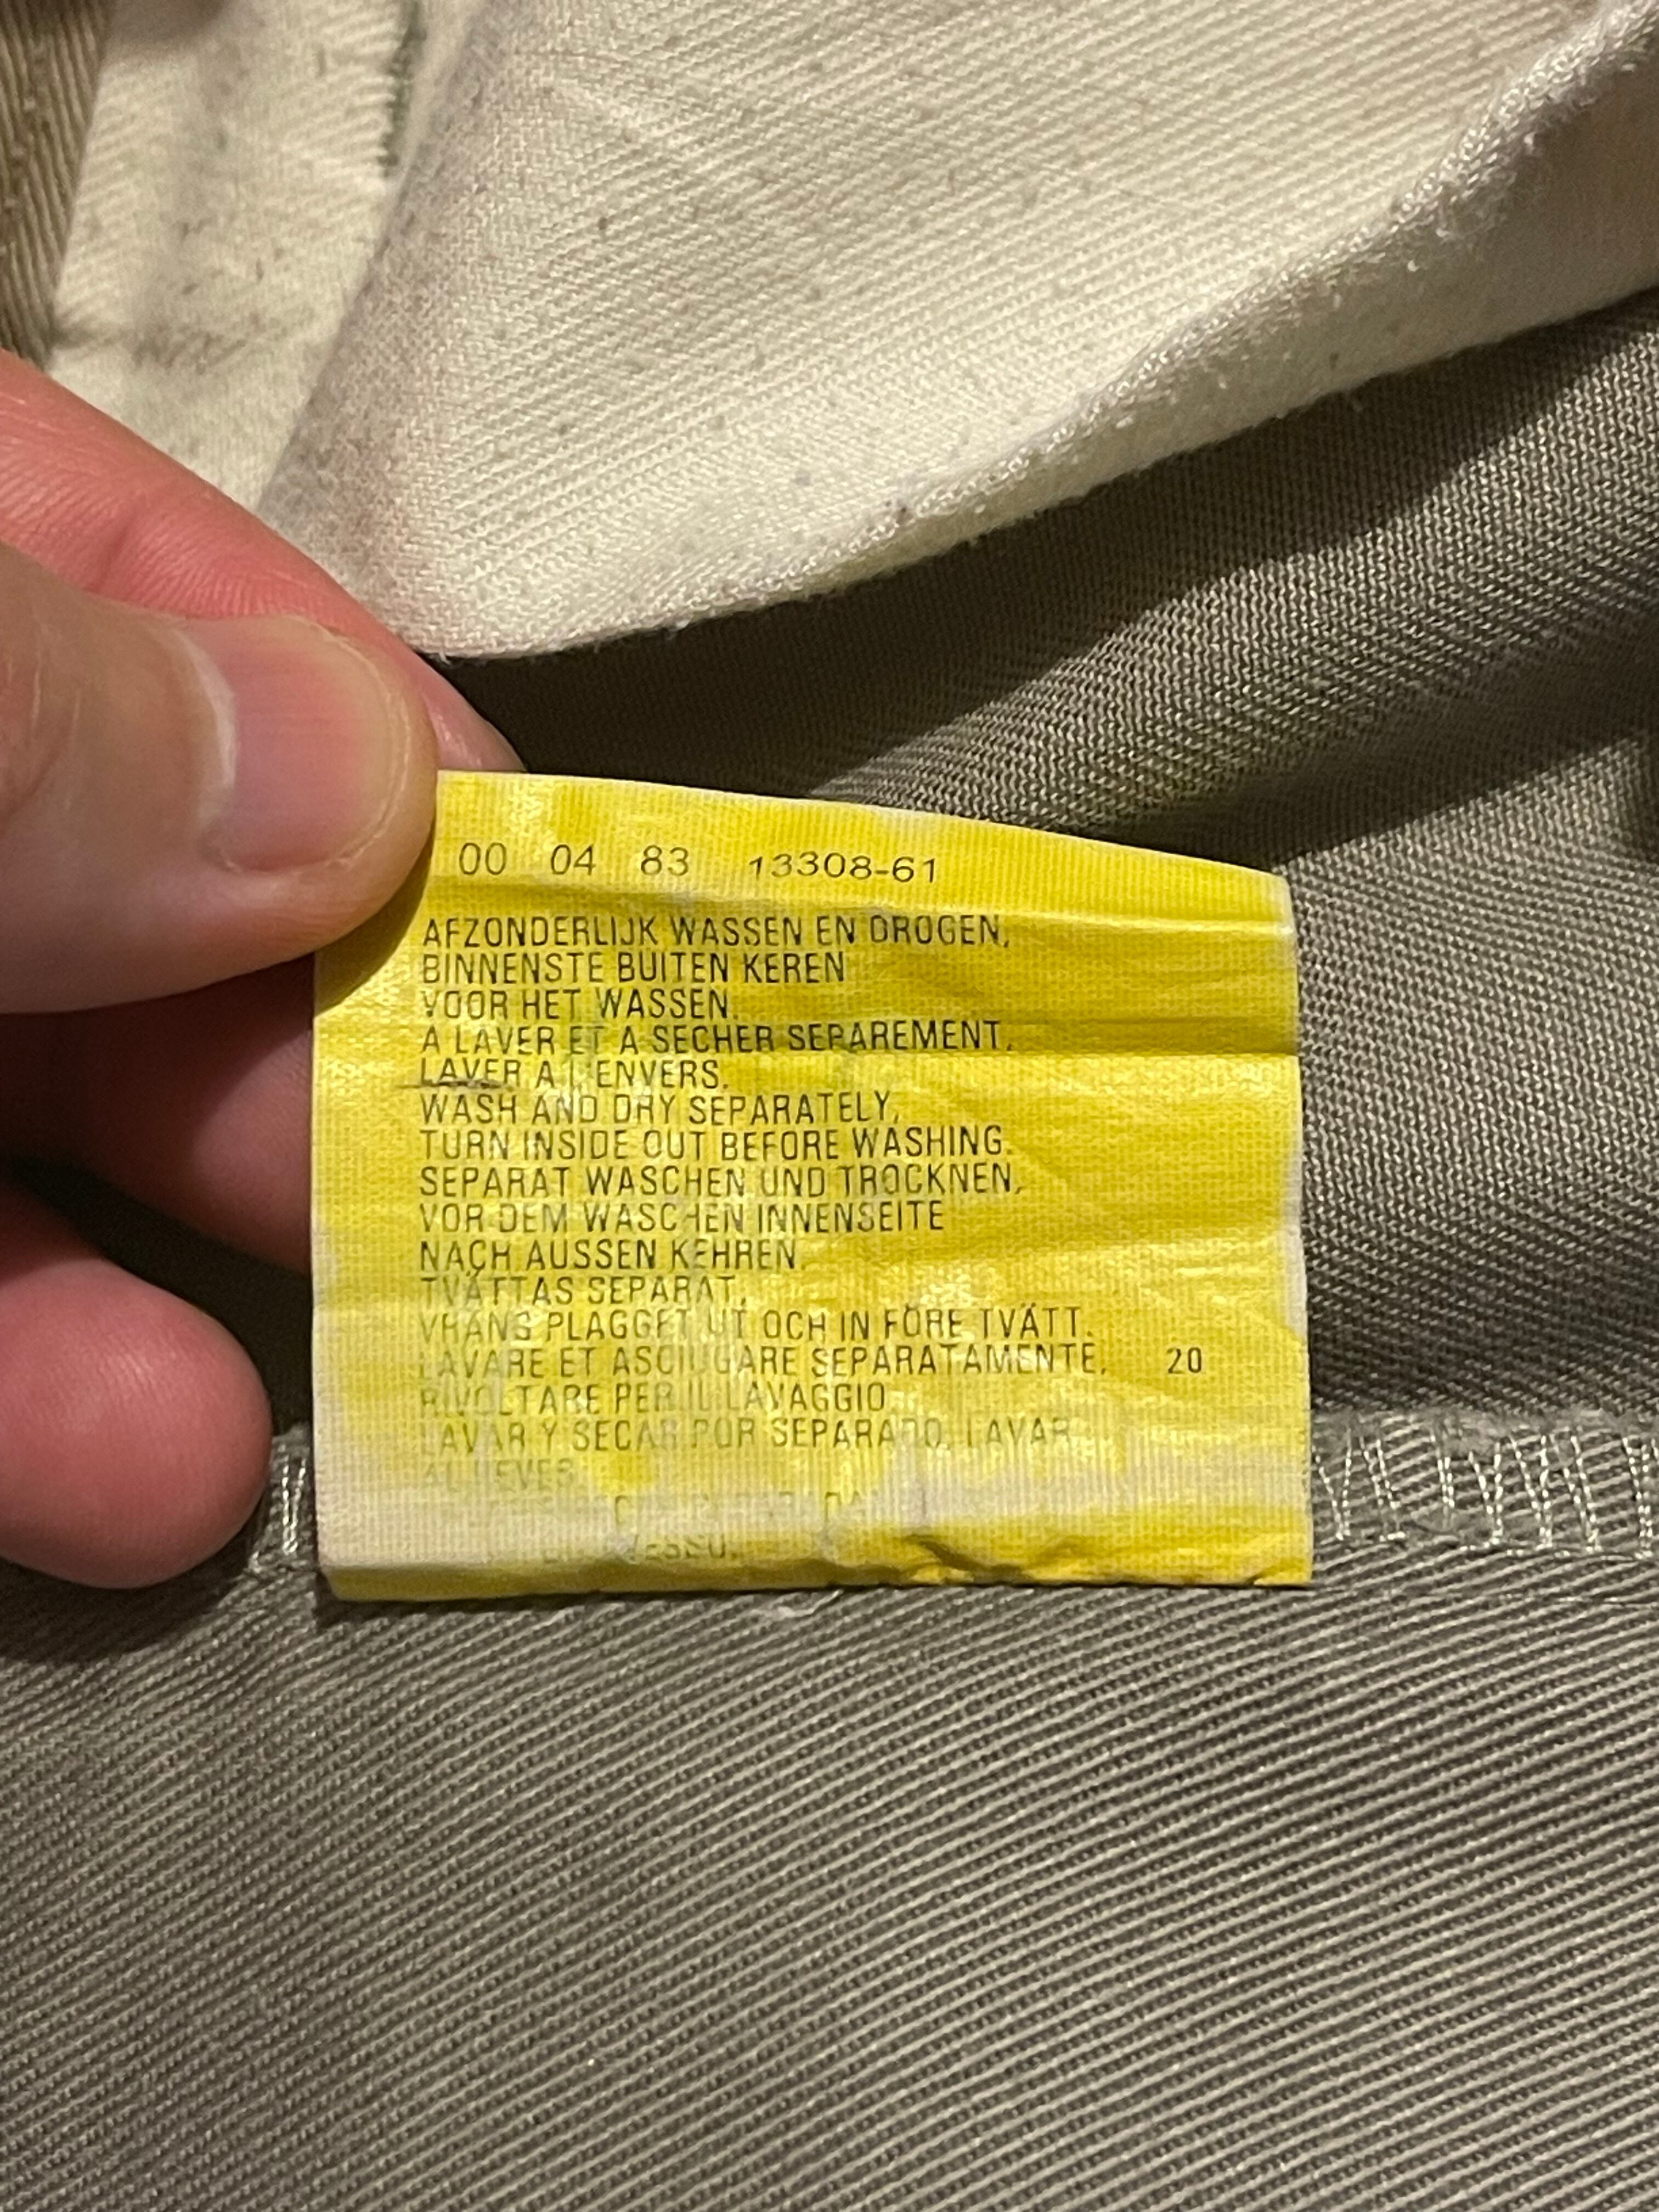 00 04 83 13308-61
AFZONDERLIJK WASSEN EN DROGEN,
BINNENSTE BUITEN KEREN
VOOR HET WASSEN.
A LAVER ET A SECHER SEPAREMENT,
LAVER A L'ENVERS.
WASH AND DRY SEPARATELY,
TURN INSIDE OUT BEFORE WASHING.
SEPARAT WASCHEN UND TROCKNEN,
VOR DEM WASCHEN INNENSEITE
NACH AUSSEN KEHREN.
TVÄTTAS SEPARAT,
PLAGGET UT OCH IN FÖRE TVÄTT.
LAVARE ET ASCIUGARE SEPARATAMENTE, 20
RIVOLTARE PER IL LAVAGGIO
LAVAR Y SECAR POR SEPARADO, LAVAR